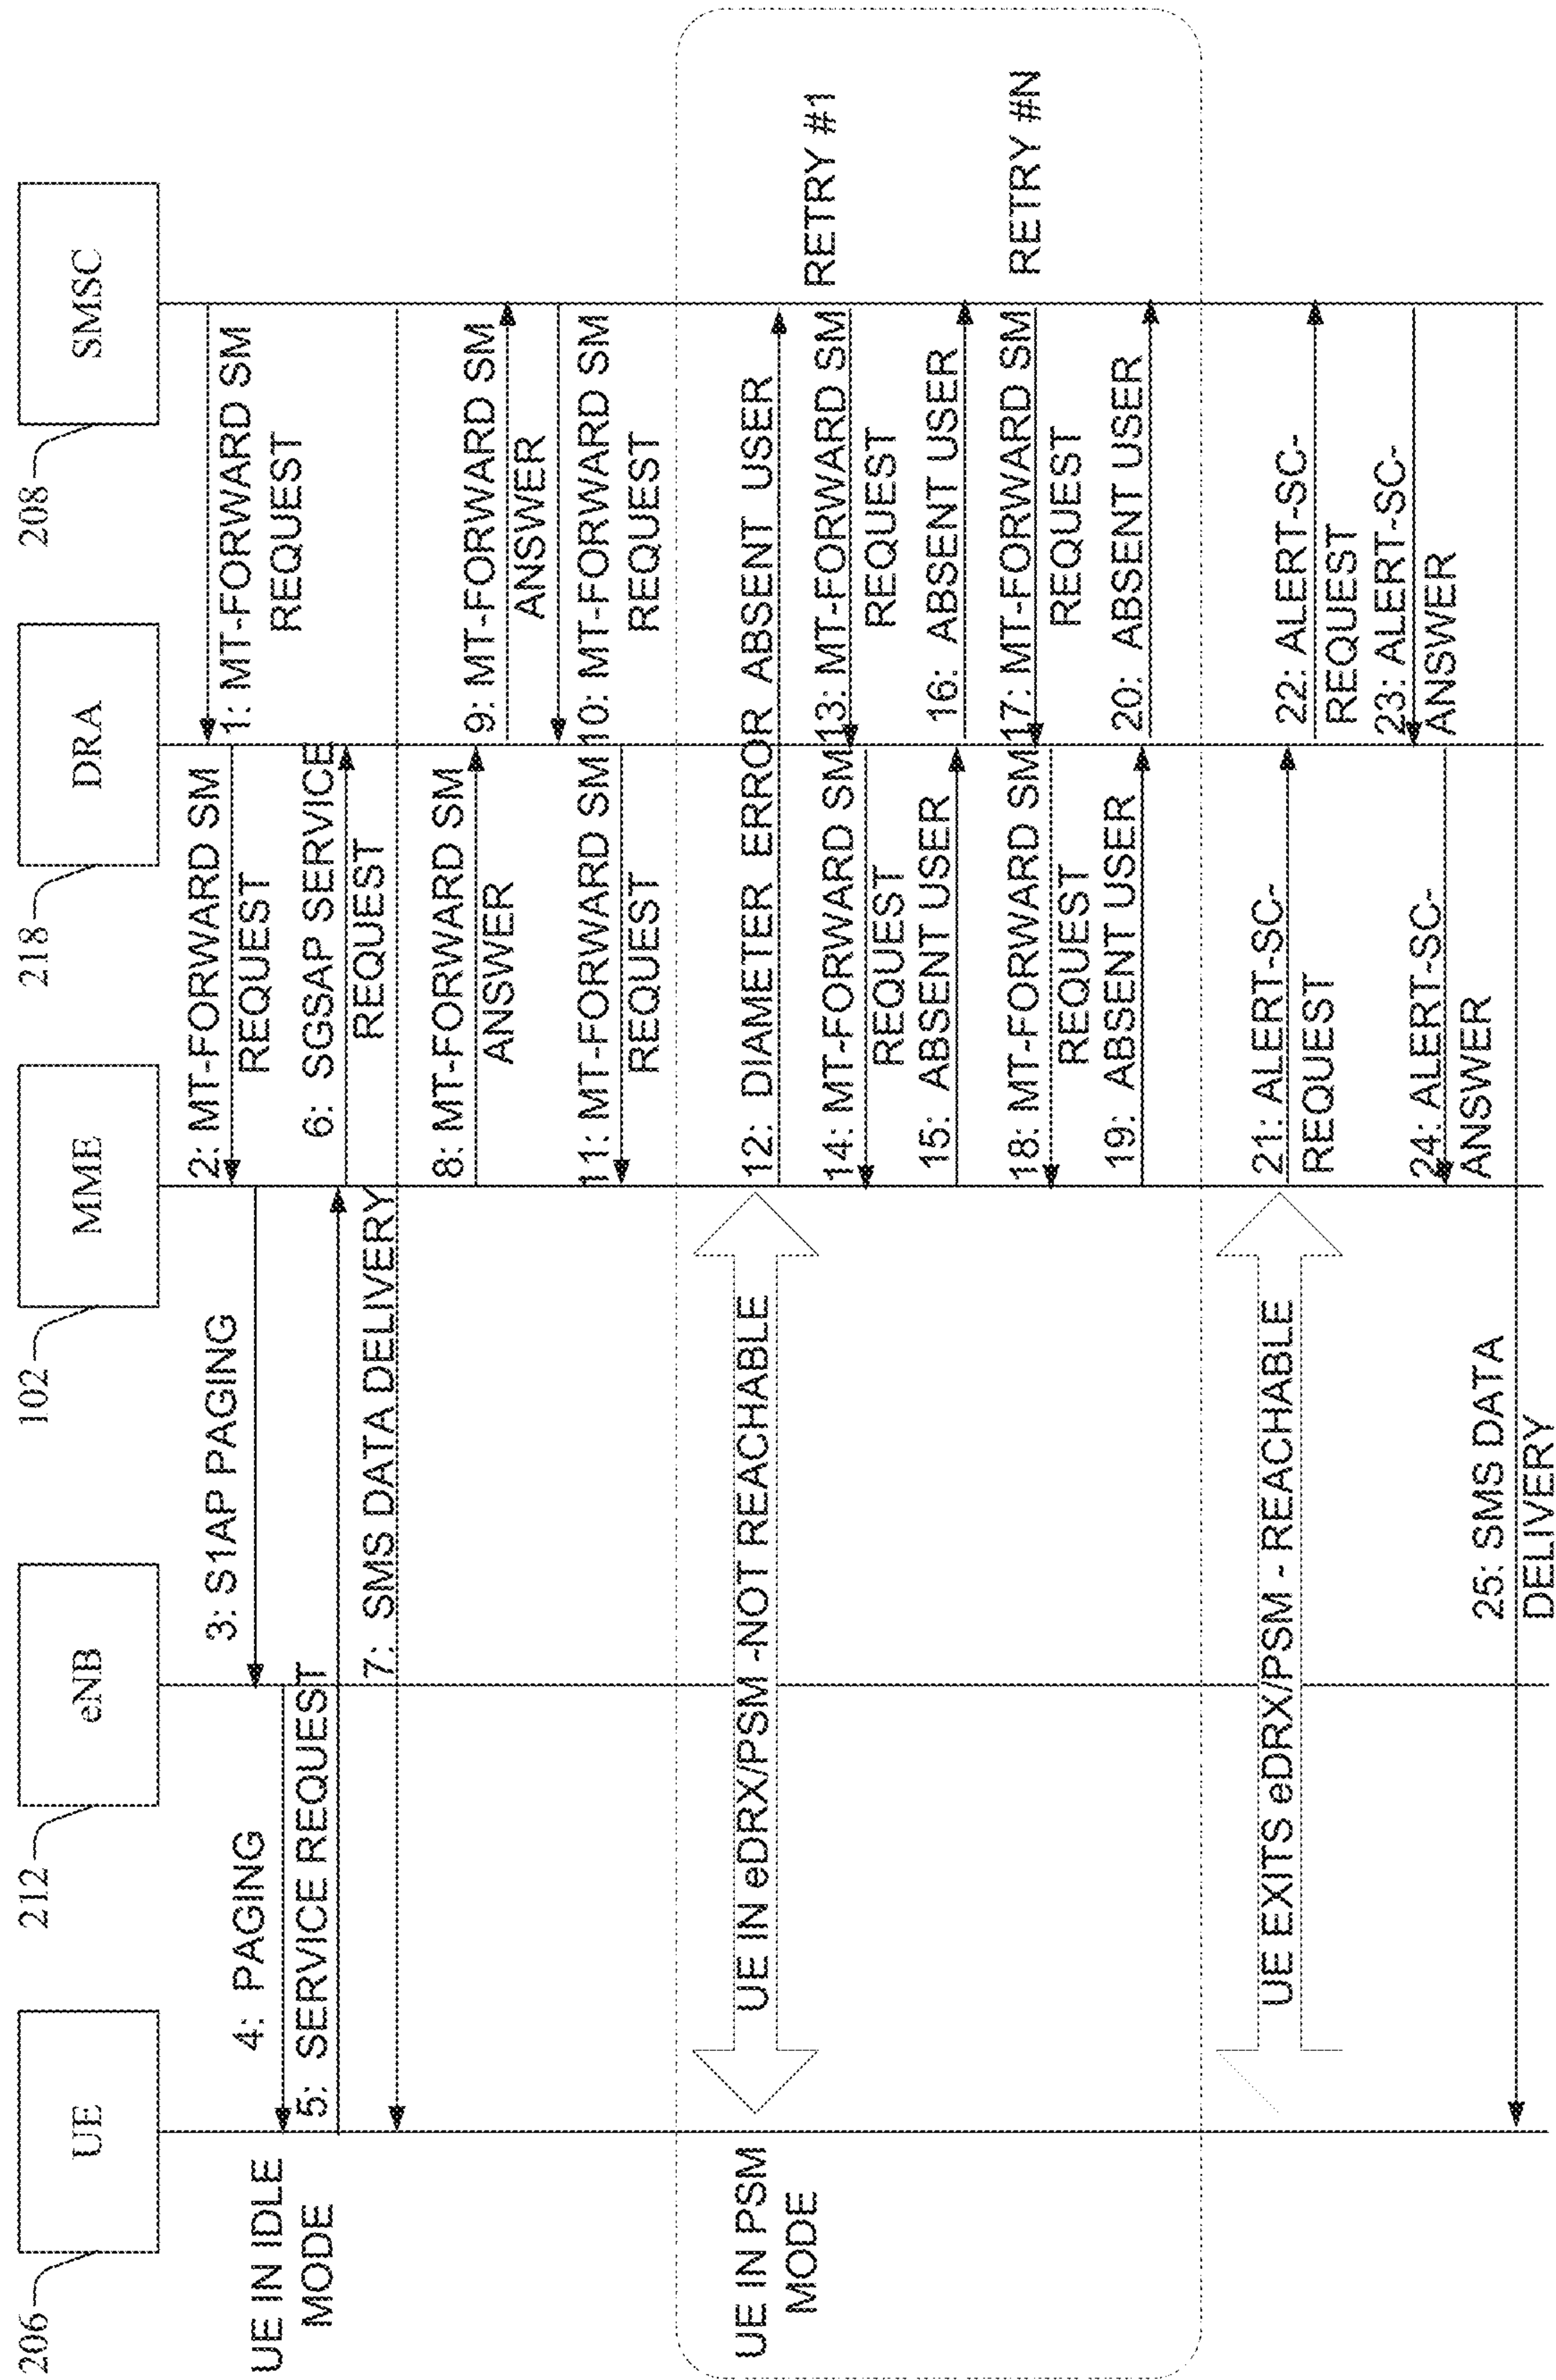 206
UE
212
eNB
102
MME
218
DRA
208
SMSC
UE IN IDLE
MODE
1: MT-FORWARD SM
REQUEST
2: MT-FORWARD SM
REQUEST
3: S1AP PAGING
4: PAGING
5: SERVICE REQUEST
6: SGSAP SERVICE
REQUEST
7: SMS DATA DELIVERY
8: MT-FORWARD SM
ANSWER
9: MT-FORWARD SM
ANSWER
10: MT-FORWARD SM
REQUEST
11: MT-FORWARD SM
REQUEST
UE IN PSM
MODE
UE IN eDRX/PSM -NOT REACHABLE
12: DIAMETER ERROR ABSENT USER
13: MT-FORWARD SM
REQUEST
RETRY #1
14: MT-FORWARD SM
REQUEST
15: ABSENT USER
16: ABSENT USER
17: MT-FORWARD SM
REQUEST
RETRY #N
18: MT-FORWARD SM
REQUEST
19: ABSENT USER
20: ABSENT USER
UE EXITS eDRX/PSM - REACHABLE
21: ALERT-SC-
REQUEST
22: ALERT-SC-
REQUEST
23: ALERT-SC-
ANSWER
24: ALERT-SC-
ANSWER
25: SMS DATA
DELIVERY